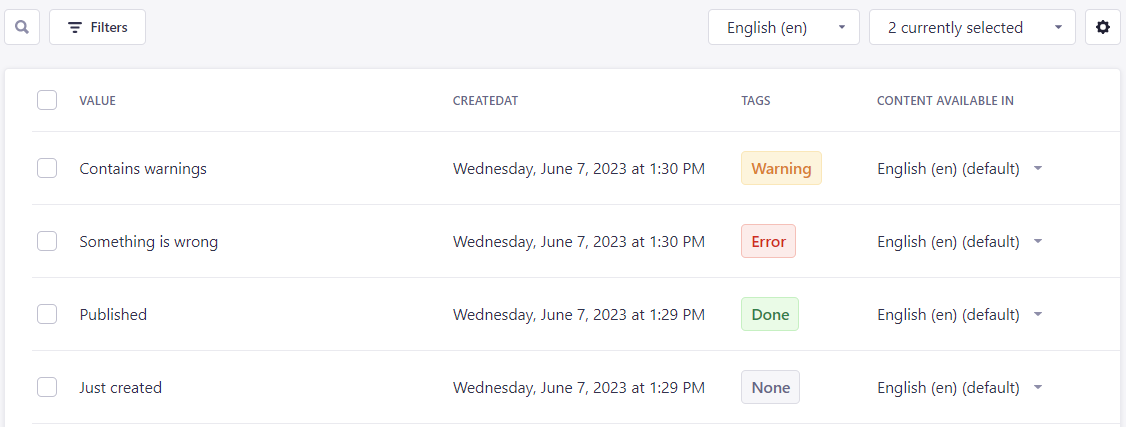 Filters English (en) 2 currently selected
VALUE CREATEDAT TAGS CONTENT AVAILABLE IN
Contains warnings Wednesday, June 7, 2023 at 1:30 PM Warning English (en) (default)
Something is wrong Wednesday, June 7, 2023 at 1:30 PM Error English (en) (default)
Published Wednesday, June 7, 2023 at 1:29 PM Done English (en) (default)
Just created Wednesday, June 7, 2023 at 1:29 PM None English (en) (default)